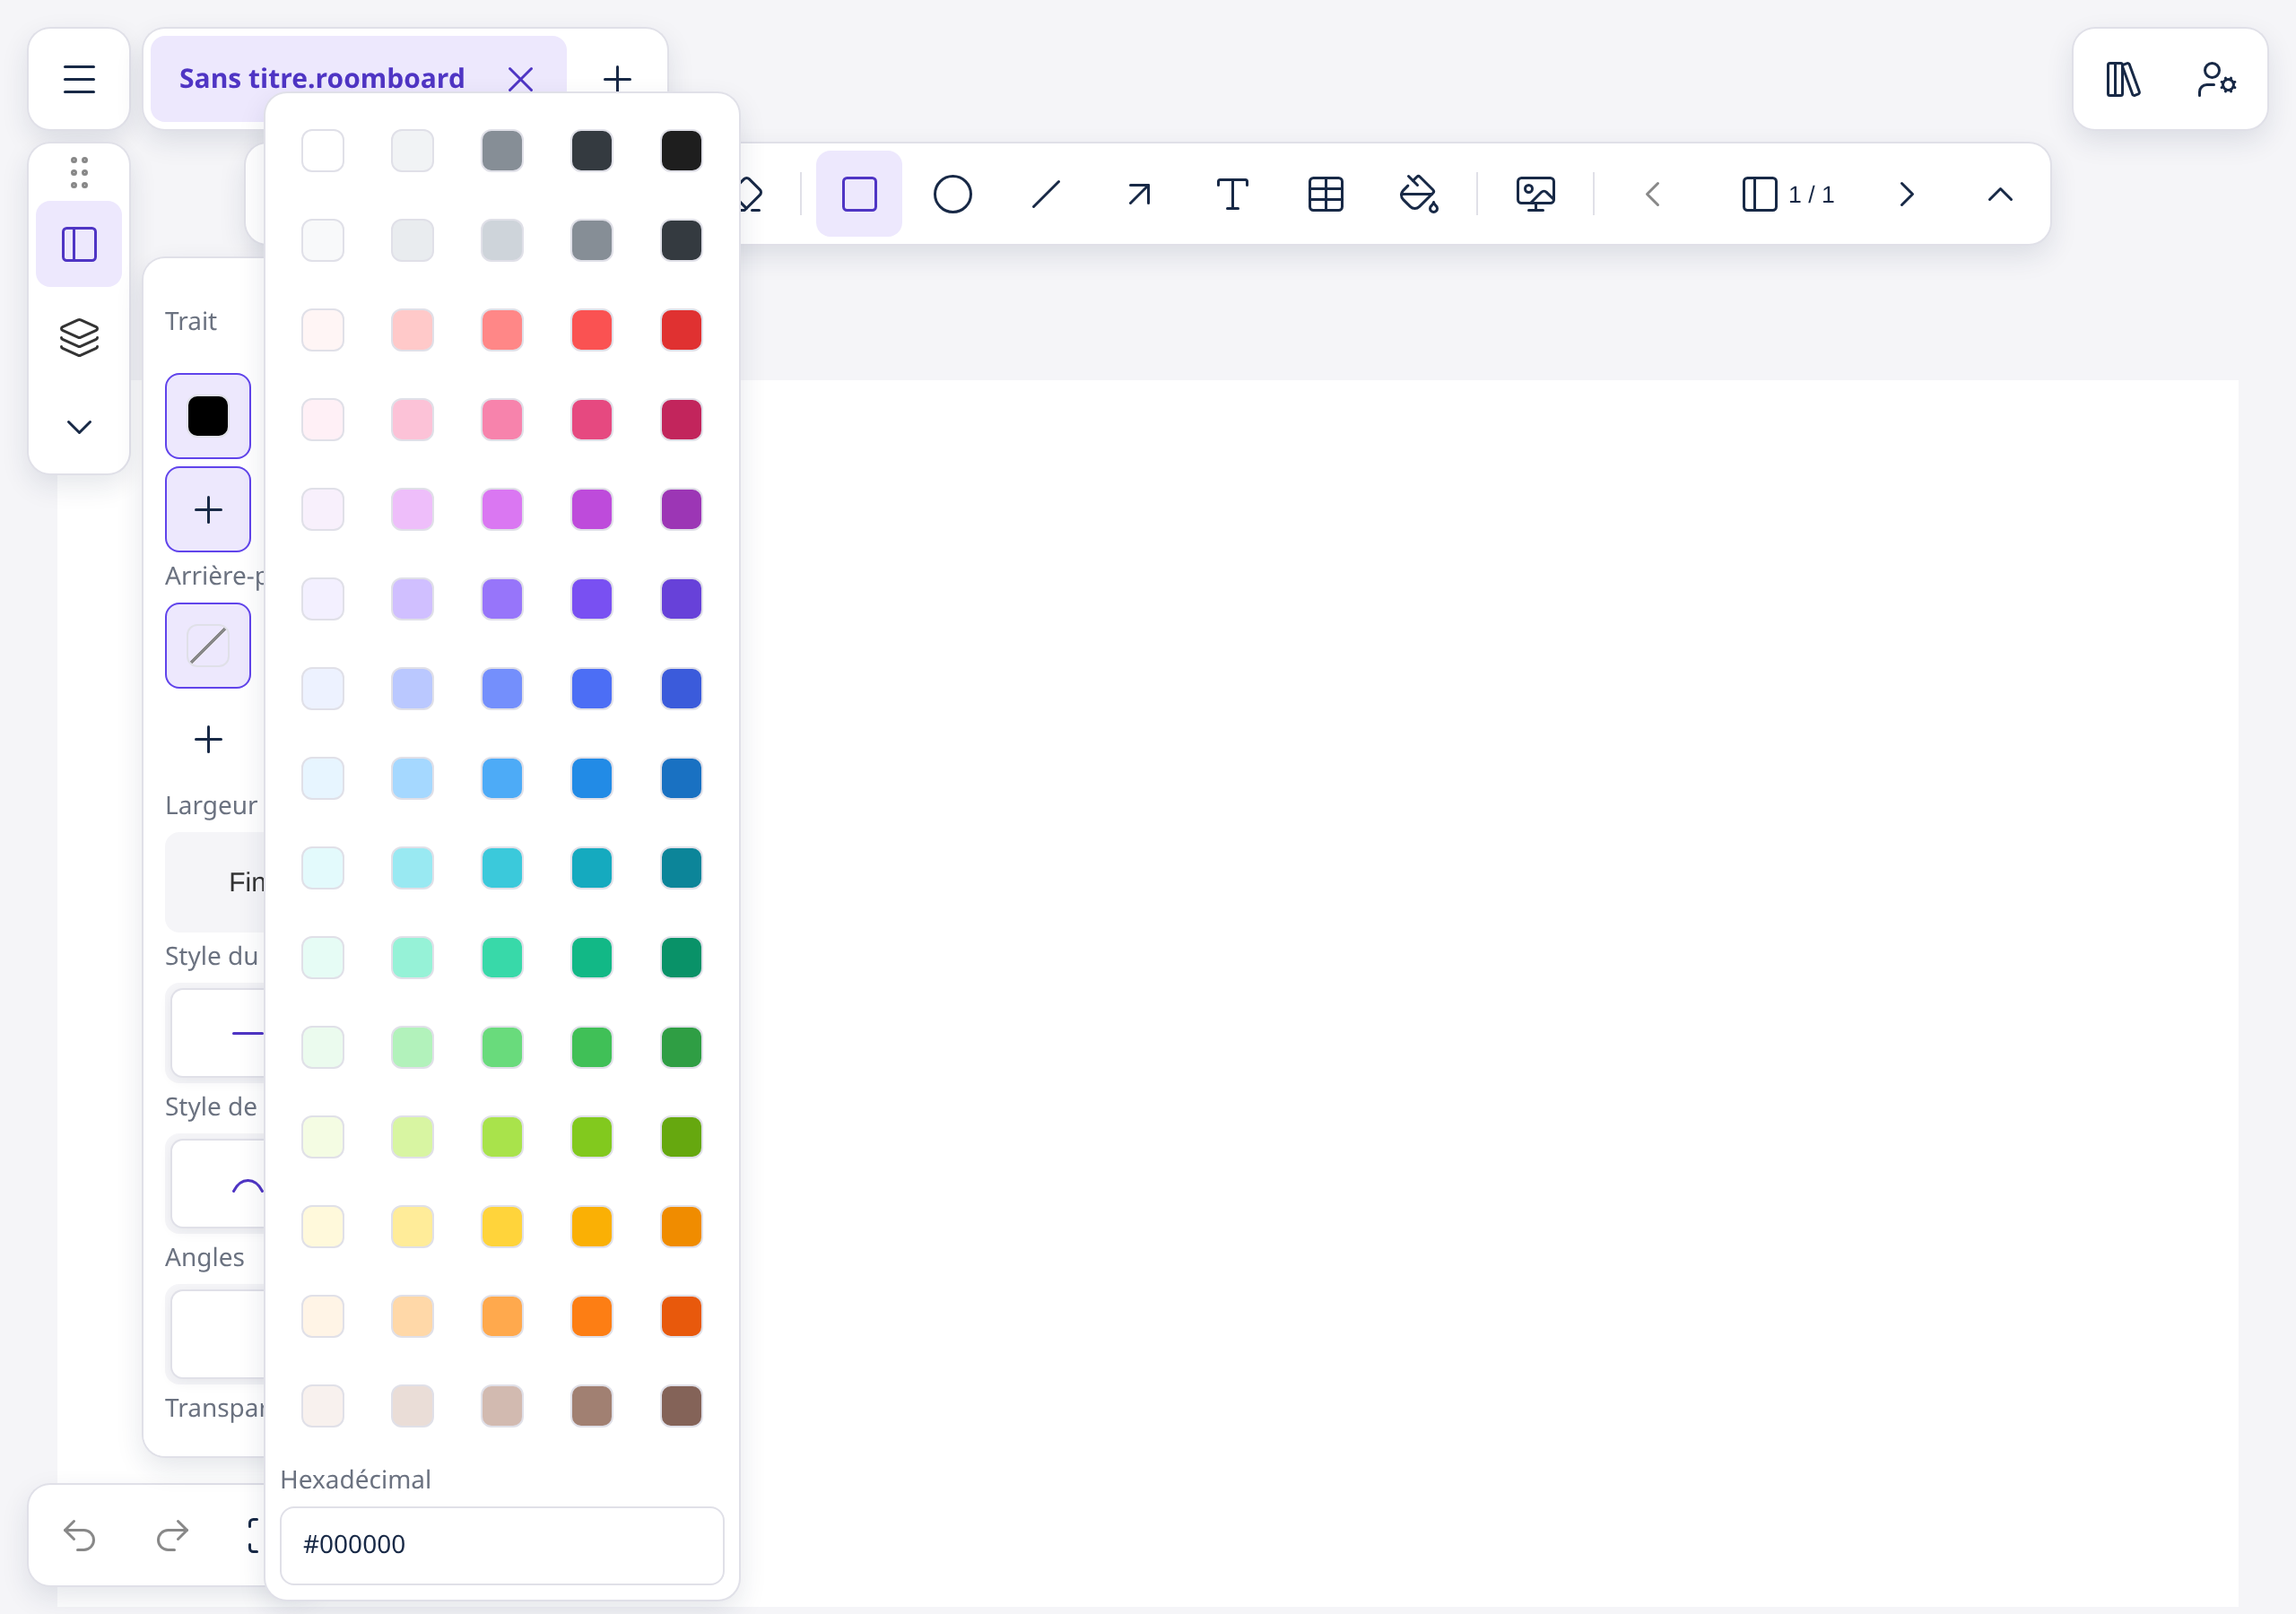 Sans titre.roomboard
1 / 1
Trait
Arrière-p
Largeur
Fin
Style du
Style de
Angles
Transpar
Hexadécimal
#000000